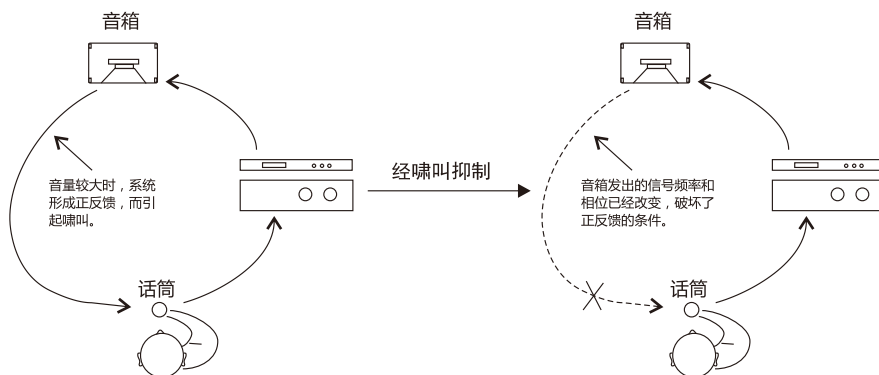 音箱
音量较大时，系统
形成正反馈，而引
起啸叫。
话筒
经啸叫抑制
音箱
音箱发出的信号频率和
相位已经改变，破坏了
正反馈的条件。
话筒